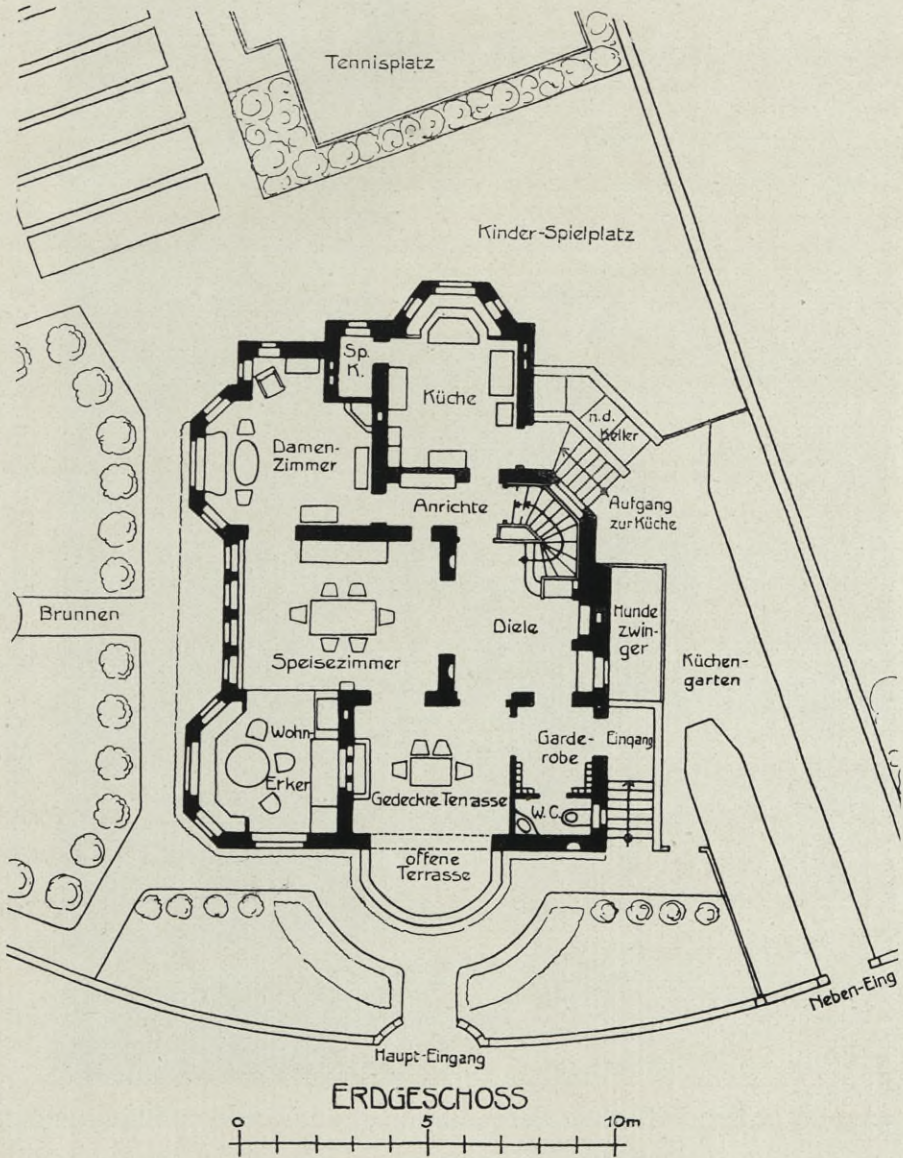 Tennisplatz
Kinder-Spielplatz
Sp.
K.
Küche
n.d.
Keller
Damen-
Zimmer
Anrichte
Aufgang
zur Küche
Brunnen
Speisezimmer
Diele
Hunde
zwin-
ger
Küchen-
garten
Wohn-
Erker
Garde-
robe
Eingang
Gedeckte Terrasse
W.C.
offene
Terrasse
Neben-Eing
Haupt-Eingang
ERDGESCHOSS
0 5 10m